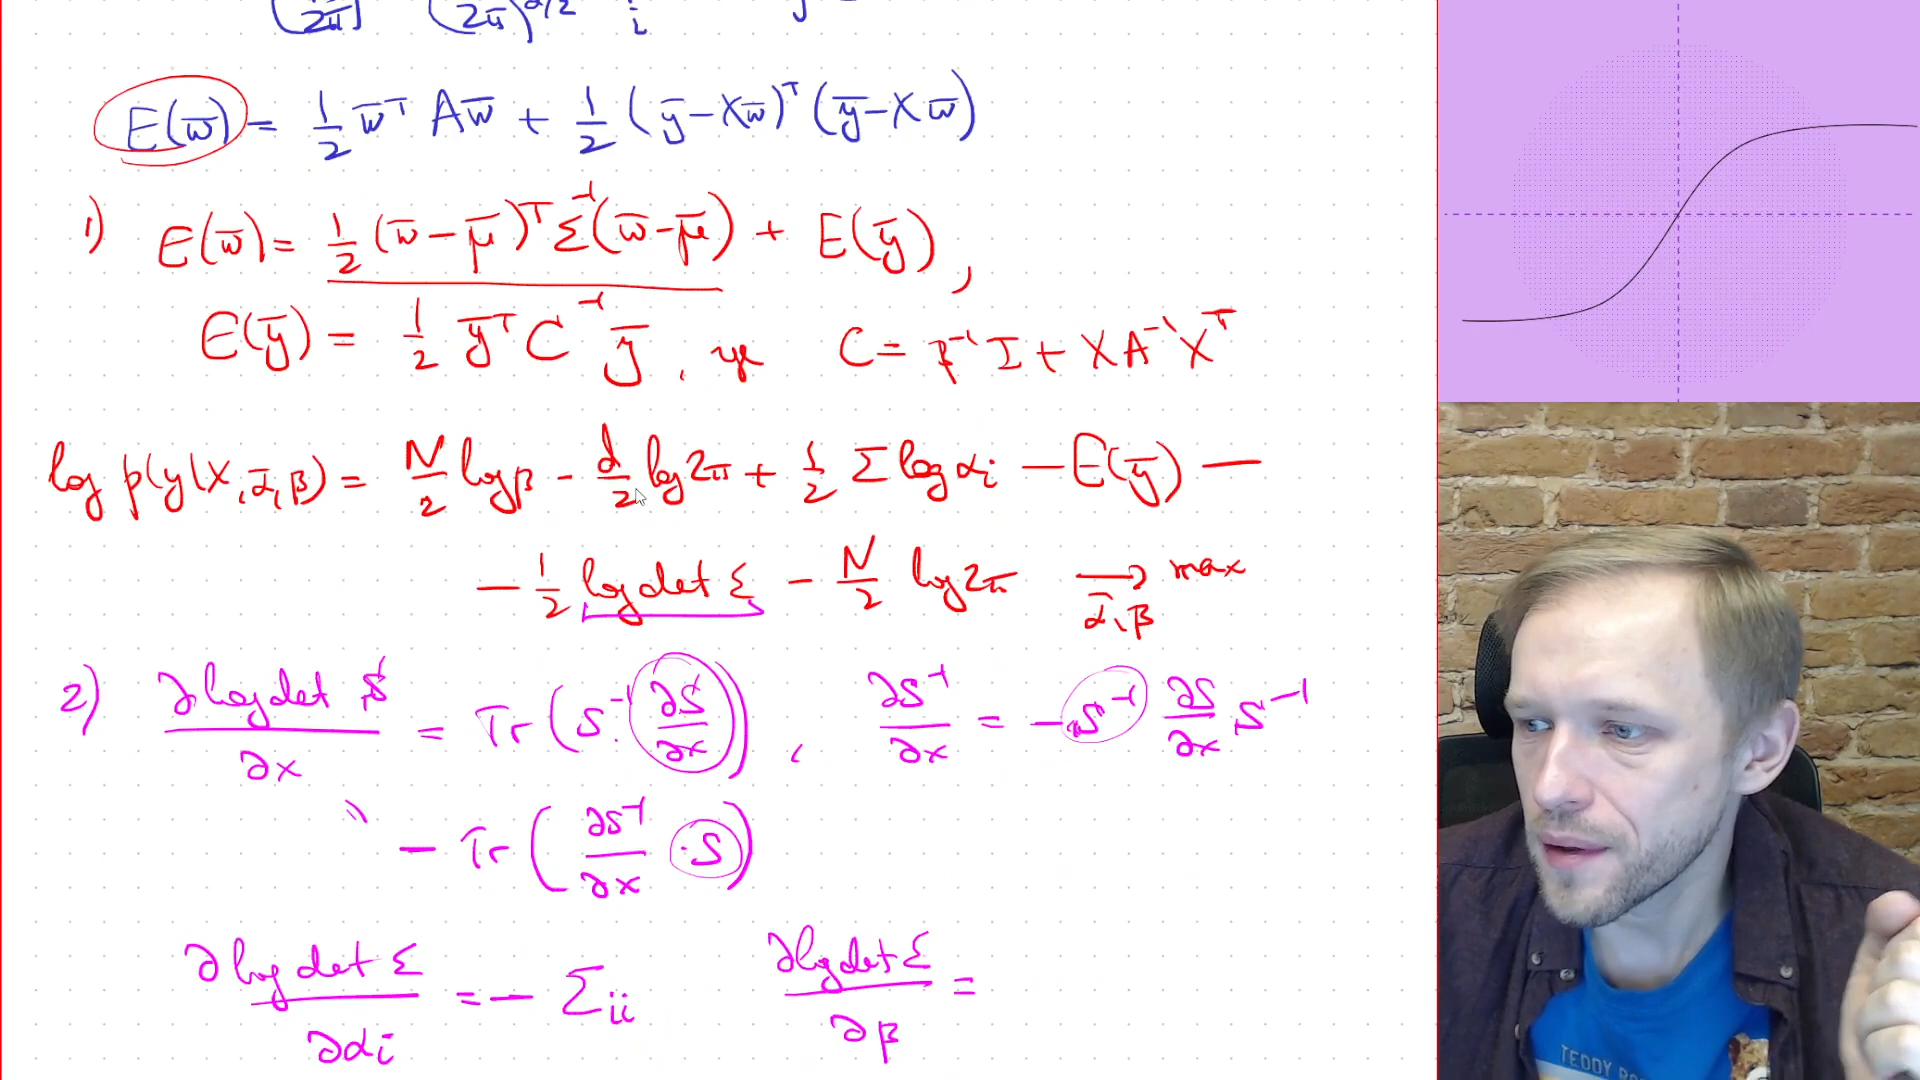 E(w̄) = 1/2 w̄ᵀ A w̄ + 1/2 (ȳ − X w̄)ᵀ (ȳ − X w̄)
1) E(w̄) = 1/2 (w̄ − μ̄)ᵀ Σ⁻¹ (w̄ − μ̄) + E(ȳ),
E(ȳ) = 1/2 ȳᵀ C⁻¹ ȳ, где C = β⁻¹ I + X A⁻¹ Xᵀ
log p(y|X, ᾱ, β) = N/2 log β − d/2 log 2π + 1/2 Σ log αi − E(ȳ) −
− 1/2 log det Σ − N/2 log 2π → max
ᾱ, β
2) ∂ log det S / ∂x = Tr (S⁻¹ · ∂S/∂x), ∂S⁻¹/∂x = − S⁻¹ ∂S/∂x S⁻¹
− Tr (∂S⁻¹/∂x · S)
∂ log det Σ / ∂αi = − Σii ∂ log det Σ / ∂β =
TEDDY